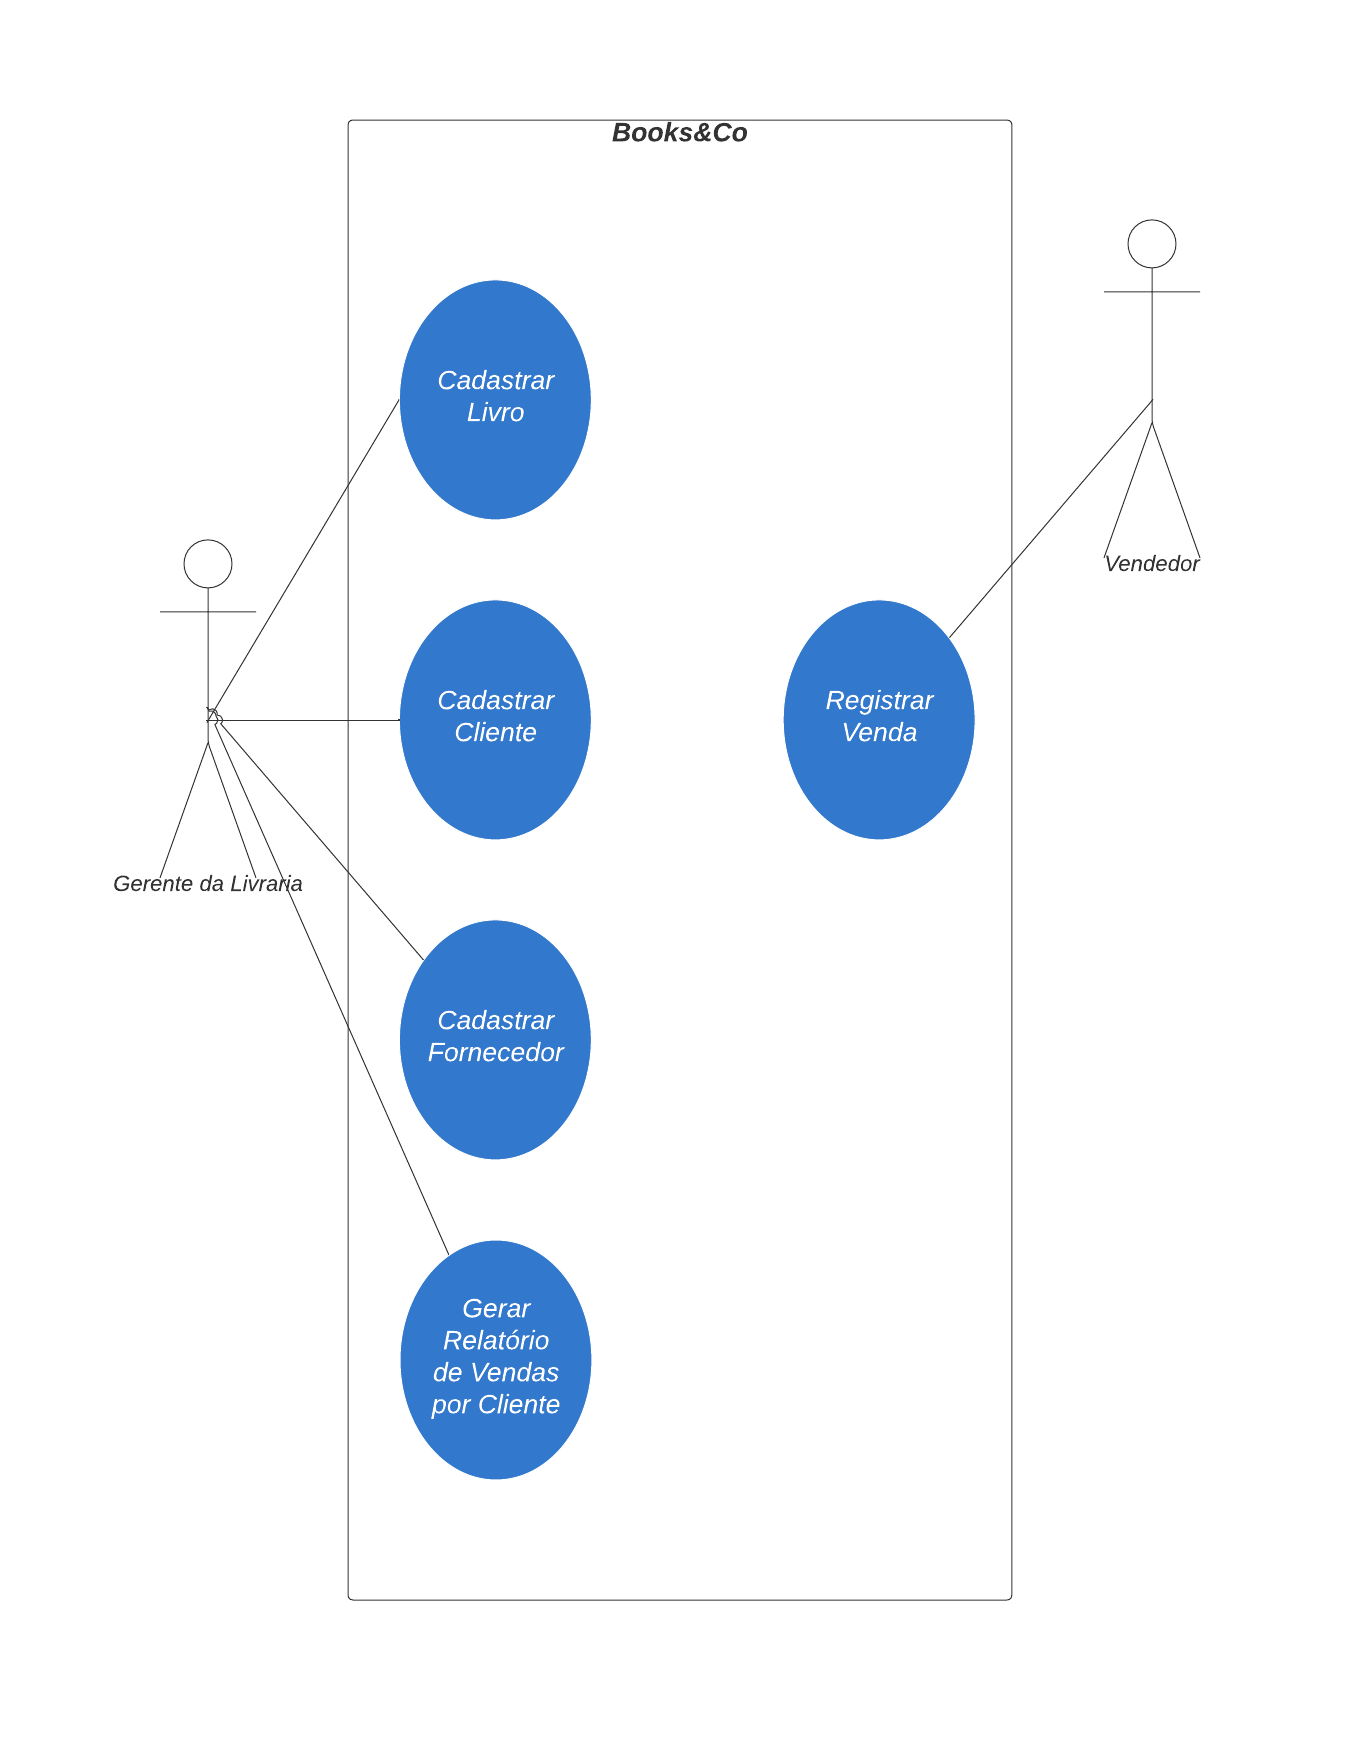 Books&Co
Cadastrar
Livro
Vendedor
Cadastrar
Cliente
Registrar
Venda
Gerente da Livraria
Cadastrar
Fornecedor
Gerar
Relatório
de Vendas
por Cliente